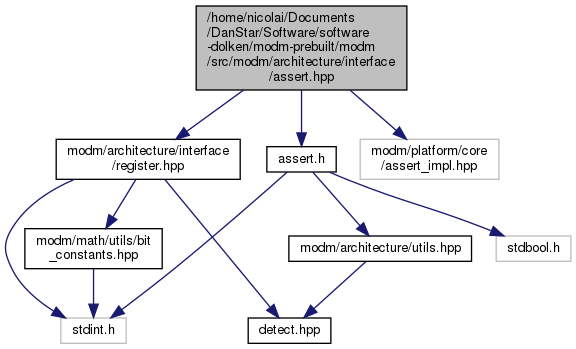 /home/nicolai/Documents
/DanStar/Software/software
-dolken/modm-prebuilt/modm
/src/modm/architecture/interface
/assert.hpp
modm/architecture/interface
/register.hpp
assert.h
modm/platform/core
/assert_impl.hpp
modm/math/utils/bit
_constants.hpp
modm/architecture/utils.hpp
stdbool.h
stdint.h
detect.hpp